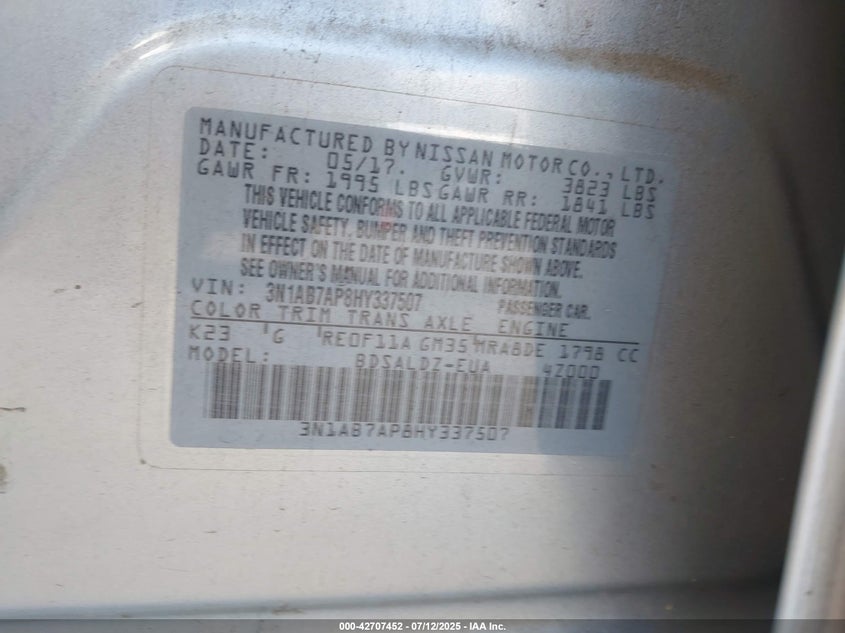 MANUFACTURED BY NISSAN MOTOR CO., LTD.
DATE: 05/17. GVWR: 3823 LBS
GAWR FR: 1995 LBS GAWR RR: 1841 LBS
THIS VEHICLE CONFORMS TO ALL APPLICABLE FEDERAL MOTOR
VEHICLE SAFETY, BUMPER AND THEFT PREVENTION STANDARDS
IN EFFECT ON THE DATE OF MANUFACTURE SHOWN ABOVE.
SEE OWNER'S MANUAL FOR ADDITIONAL INFORMATION.
VIN: 3N1AB7AP8HY337507 PASSENGER CAR.
COLOR TRIM TRANS AXLE ENGINE
K23 G RE0F11A GM35 MRA8DE 1798 CC
MODEL: BDSALDZ-EUA 4Z000
3N1AB7AP8HY337507
000-42707452 - 07/12/2025 - IAA Inc.